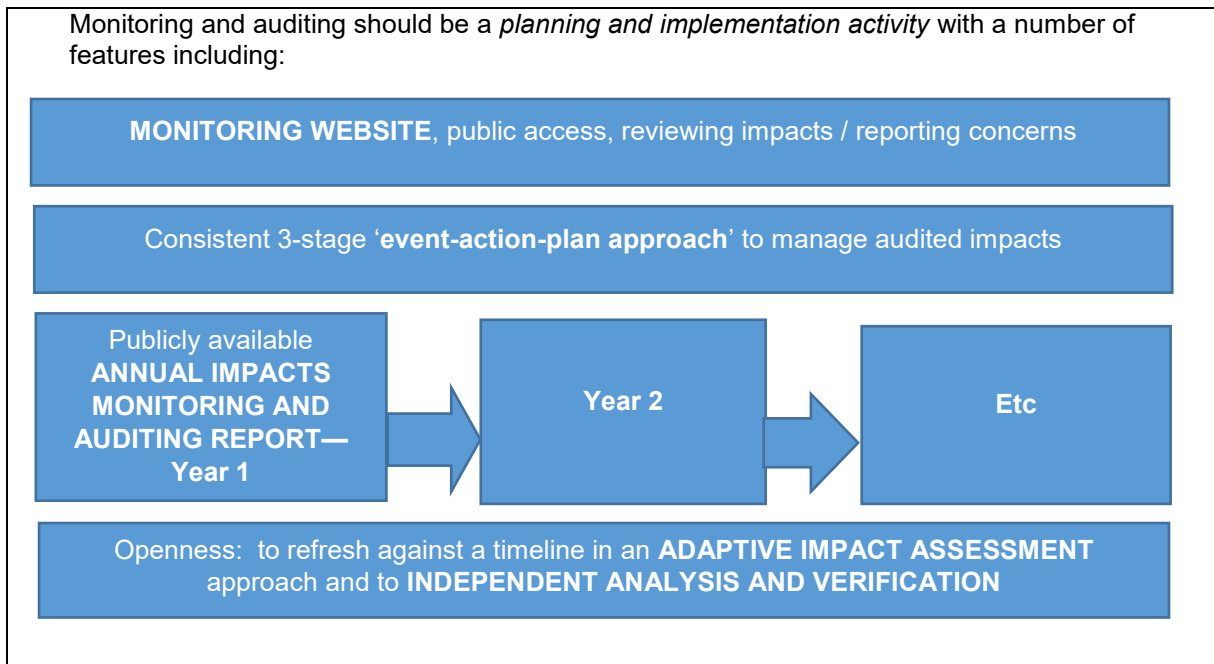 Monitoring and auditing should be a planning and implementation activity with a number of
features including:
MONITORING WEBSITE, public access, reviewing impacts / reporting concerns
Consistent 3-stage ‘event-action-plan approach’ to manage audited impacts
Publicly available
ANNUAL IMPACTS
MONITORING AND
AUDITING REPORT—
Year 1
Year 2
Etc
Openness:  to refresh against a timeline in an ADAPTIVE IMPACT ASSESSMENT
approach and to INDEPENDENT ANALYSIS AND VERIFICATION